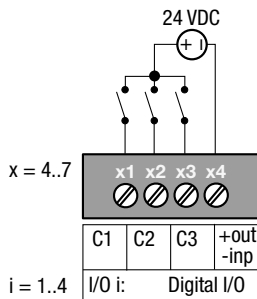 24 VDC
+ I
x = 4..7
x1 x2 x3 x4
C1 C2 C3 +out
-inp
i = 1..4 I/O i: Digital I/O